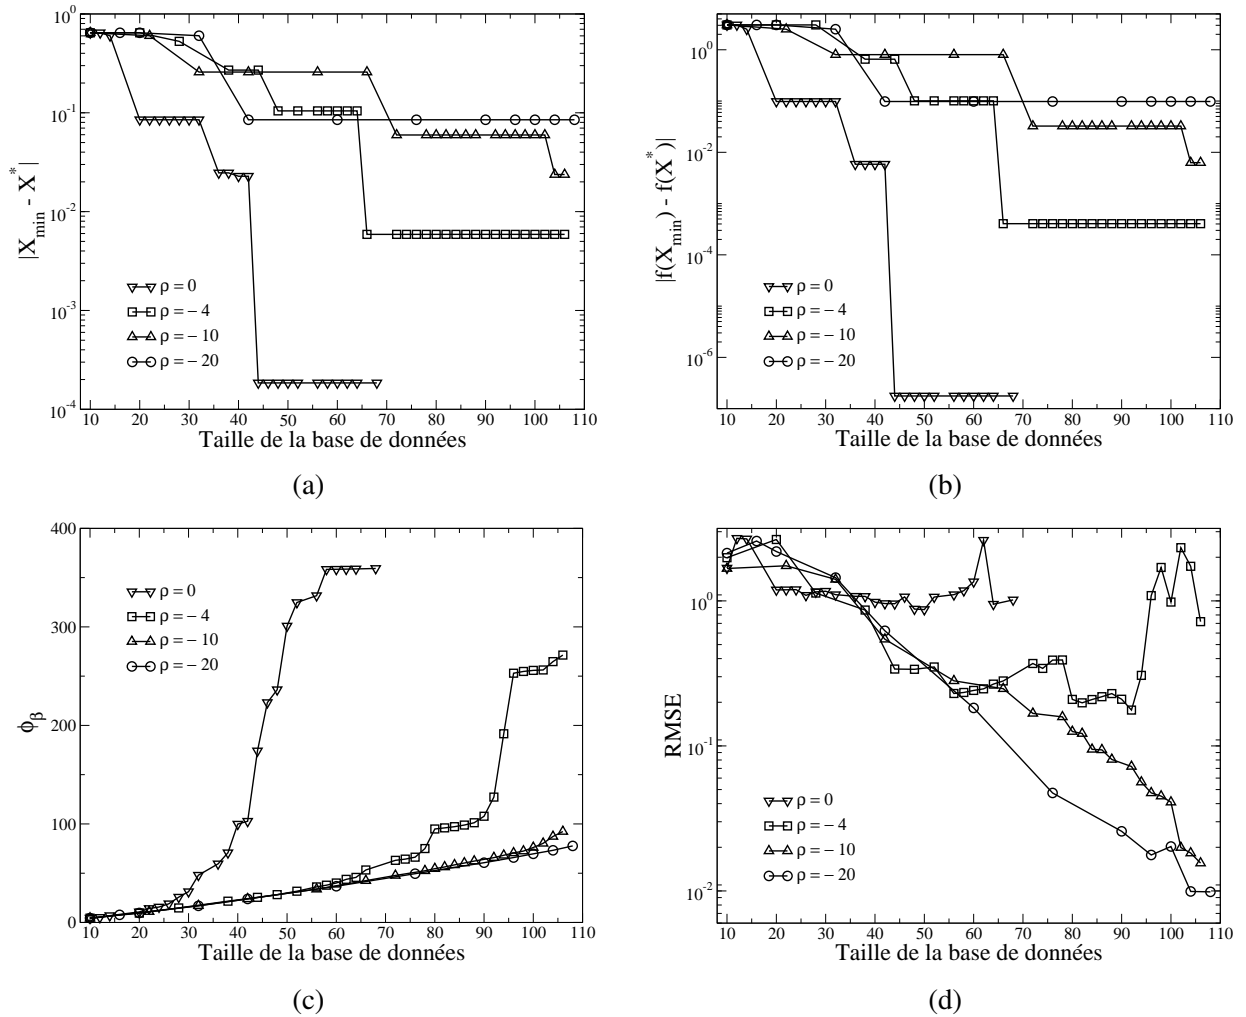 10^0
10^-1
10^-2
10^-3
10^-4
|X_min - X^*|
ρ = 0
ρ = − 4
ρ = − 10
ρ = − 20
10 20 30 40 50 60 70 80 90 100 110
Taille de la base de données
(a)
10^0
10^-2
10^-4
10^-6
|f(X_min) - f(X^*)|
ρ = 0
ρ = − 4
ρ = − 10
ρ = − 20
10 20 30 40 50 60 70 80 90 100 110
Taille de la base de données
(b)
400
300
200
100
0
ϕ_β
ρ = 0
ρ = − 4
ρ = − 10
ρ = − 20
10 20 30 40 50 60 70 80 90 100 110
Taille de la base de données
(c)
10^0
10^-1
10^-2
RMSE
ρ = 0
ρ = − 4
ρ = − 10
ρ = − 20
10 20 30 40 50 60 70 80 90 100 110
Taille de la base de données
(d)